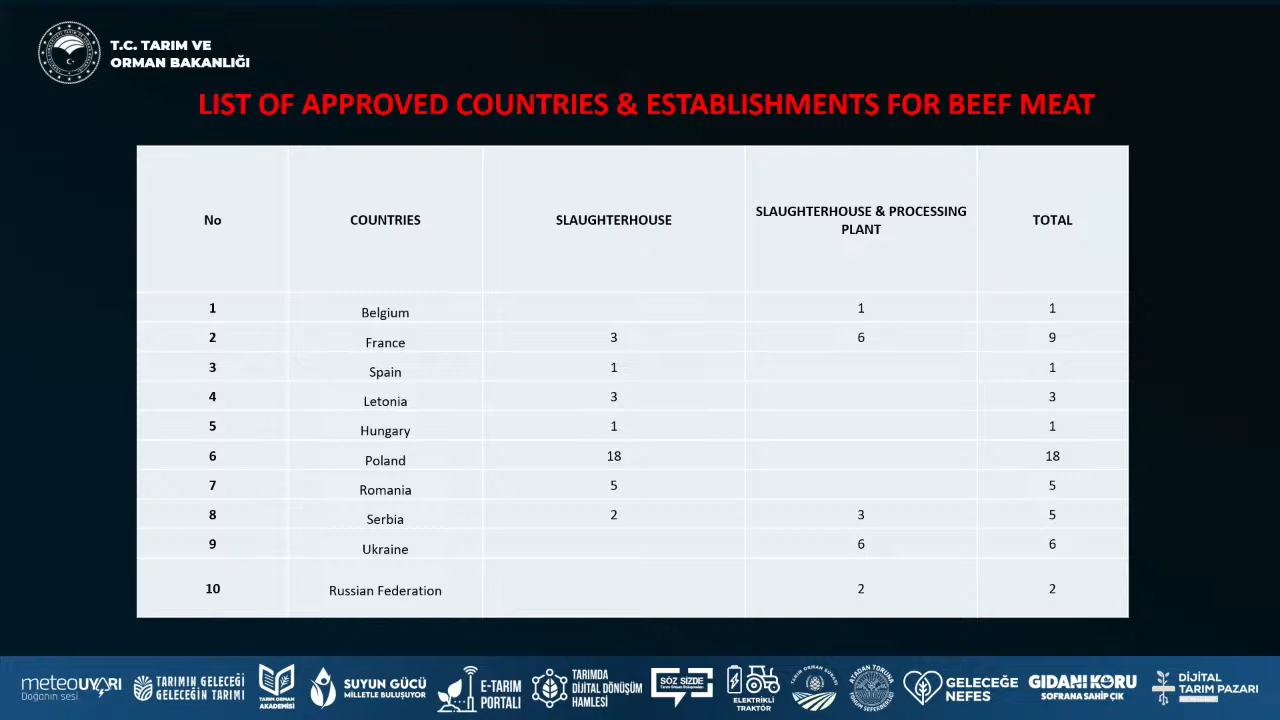 T.C. TARIM VE
ORMAN BAKANLIĞI
LIST OF APPROVED COUNTRIES & ESTABLISHMENTS FOR BEEF MEAT
No COUNTRIES SLAUGHTERHOUSE SLAUGHTERHOUSE & PROCESSING PLANT TOTAL
1 Belgium 1 1
2 France 3 6 9
3 Spain 1 1
4 Letonia 3 3
5 Hungary 1 1
6 Poland 18 18
7 Romania 5 5
8 Serbia 2 3 5
9 Ukraine 6 6
10 Russian Federation 2 2
meteoUYARI
Doğanın sesi
TARIMIN GELECEĞİ
GELECEĞİN TARIMI
TARIM ORMAN
AKADEMİSİ
SUYUN GÜCÜ
MİLLETLE BULUŞUYOR
E-TARIM
PORTALI
TARIMDA
DİJİTAL DÖNÜŞÜM
HAMLESİ
SÖZ SİZDE
ELEKTRİKLİ
TRAKTÖR
GELECEĞE
NEFES
GIDANI KORU
SOFRANA SAHİP ÇIK
DİJİTAL
TARIM PAZARI